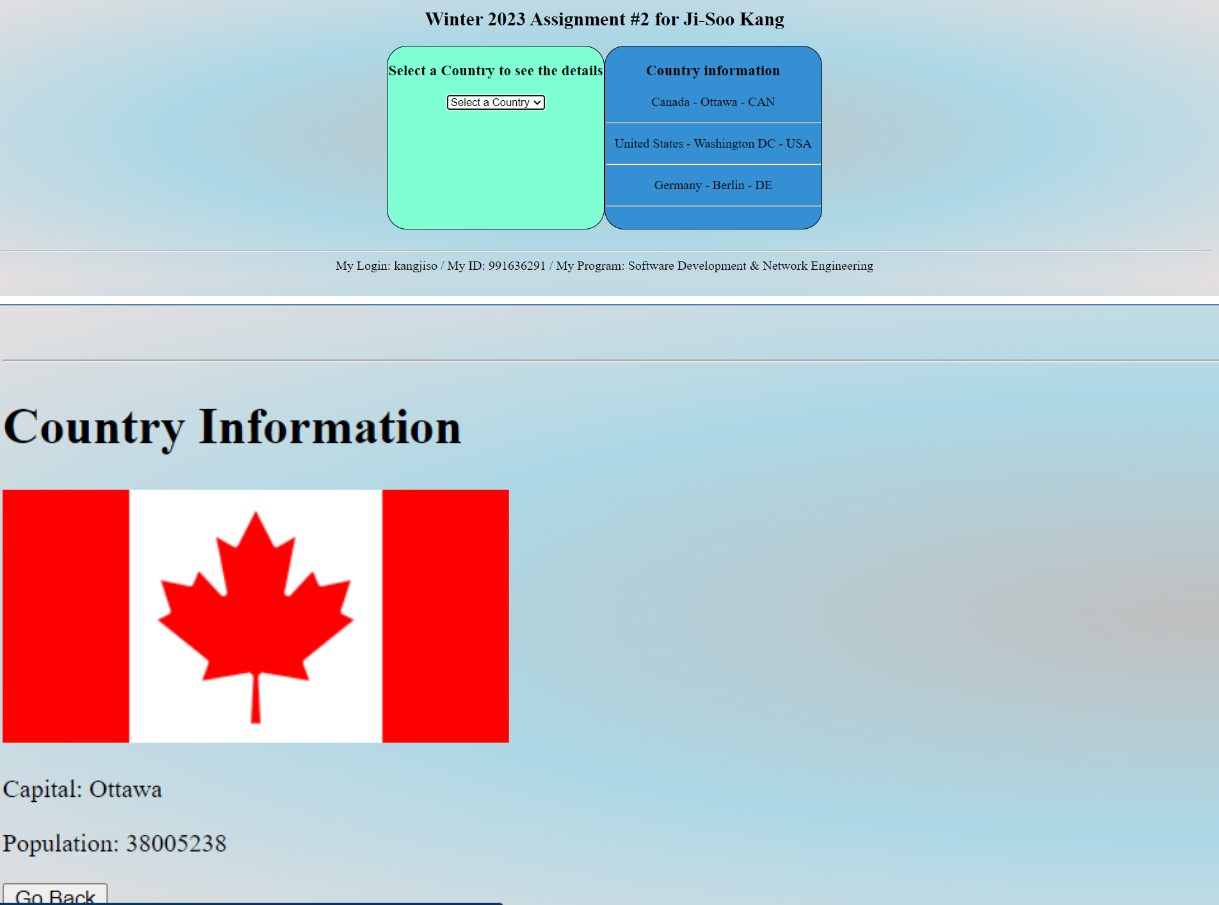 Winter 2023 Assignment #2 for Ji-Soo Kang
Select a Country to see the details
Select a Country
Country information
Canada - Ottawa - CAN
United States - Washington DC - USA
Germany - Berlin - DE
My Login: kangjiso / My ID: 991636291 / My Program: Software Development & Network Engineering
Country Information
Capital: Ottawa
Population: 38005238
Go Back